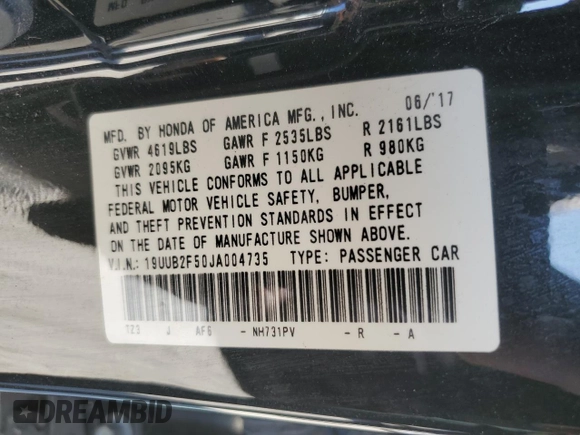 MFD. BY HONDA OF AMERICA MFG., INC. 06/'17
GVWR 4619LBS GAWR F 2535LBS R 2161LBS
GVWR 2095KG GAWR F 1150KG R 980KG
THIS VEHICLE CONFORMS TO ALL APPLICABLE
FEDERAL MOTOR VEHICLE SAFETY, BUMPER,
AND THEFT PREVENTION STANDARDS IN EFFECT
ON THE DATE OF MANUFACTURE SHOWN ABOVE.
V.I.N.: 19UUB2F50JA004735 TYPE: PASSENGER CAR
123 J AF6 - NH731PV - R - A
DREAMBID